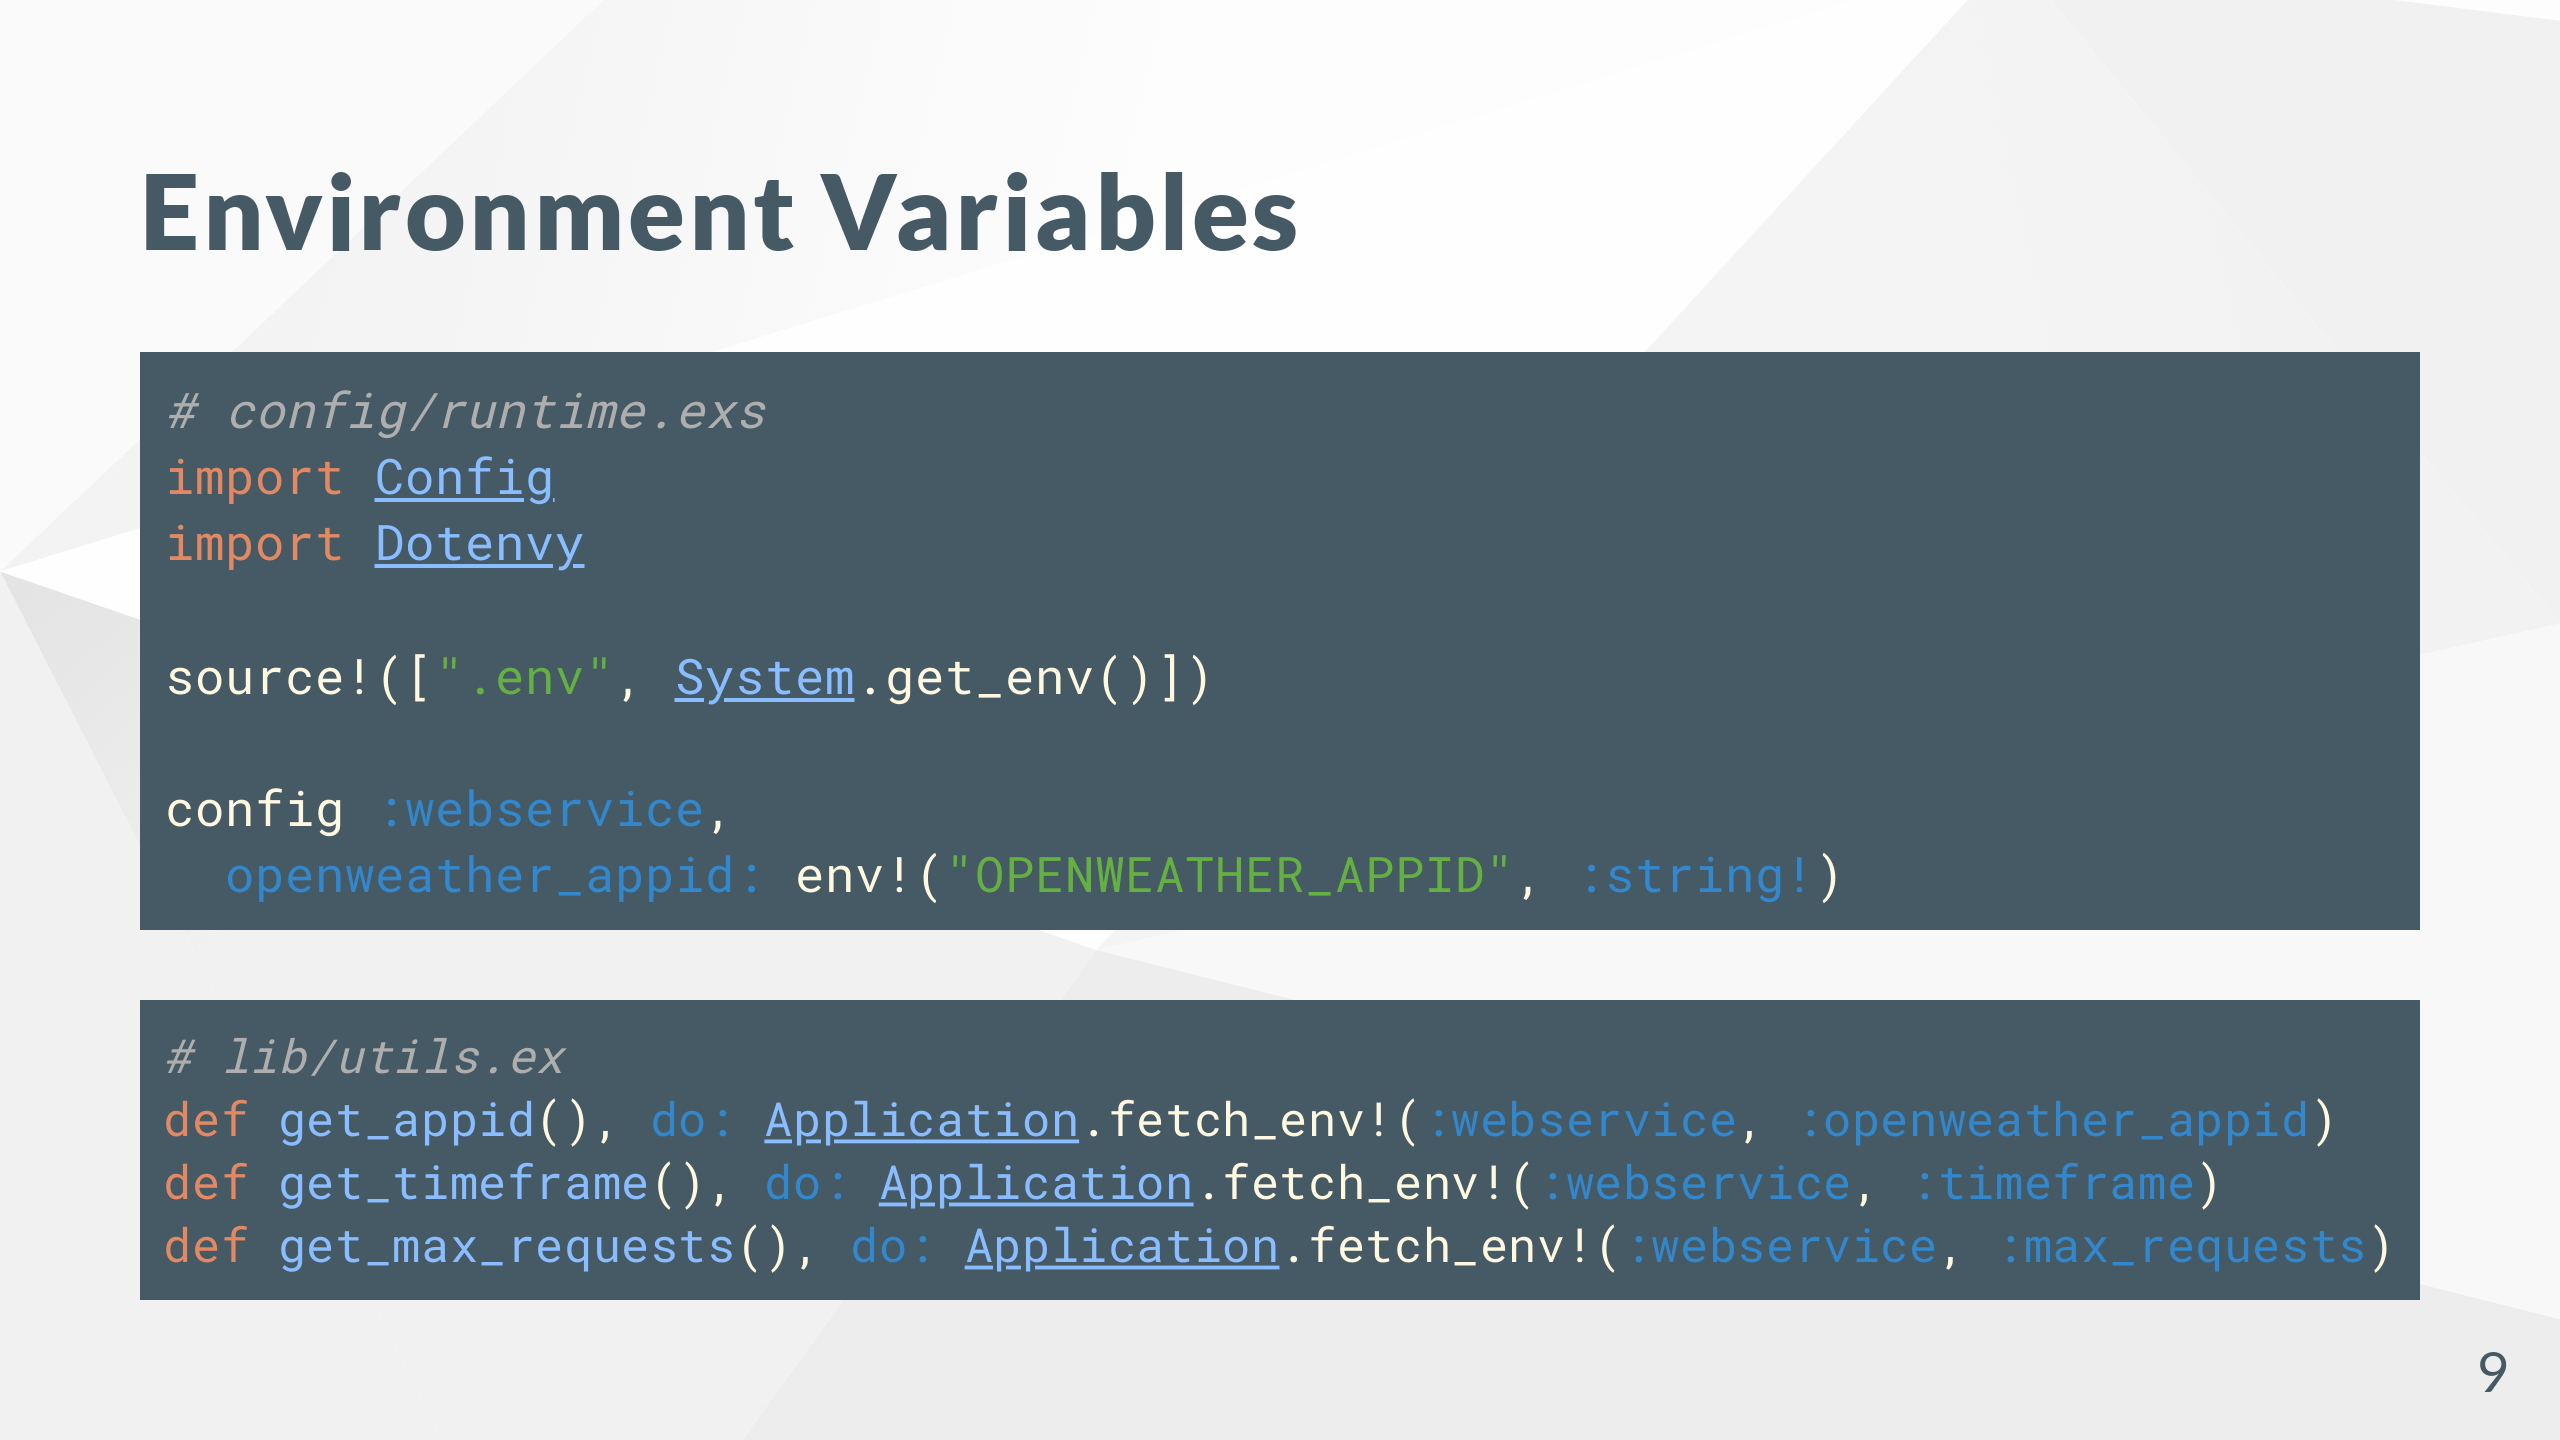 Environment Variables
# config/runtime.exs
import Config
import Dotenvy
source!([".env", System.get_env()])
config :webservice,
  openweather_appid: env!("OPENWEATHER_APPID", :string!)
# lib/utils.ex
def get_appid(), do: Application.fetch_env!(:webservice, :openweather_appid)
def get_timeframe(), do: Application.fetch_env!(:webservice, :timeframe)
def get_max_requests(), do: Application.fetch_env!(:webservice, :max_requests)
9